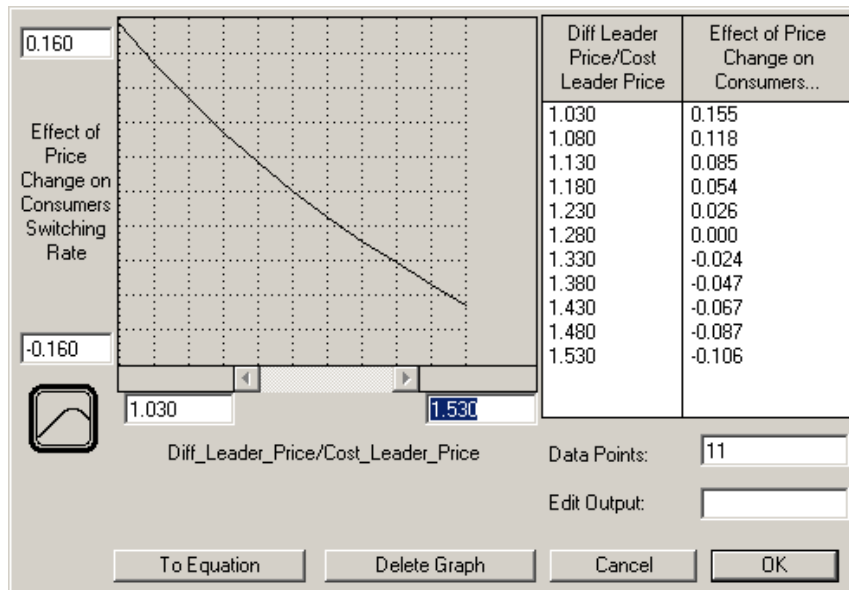 0.160
Effect of
Price
Change on
Consumers
Switching
Rate
-0.160
1.030
1.530
Diff_Leader_Price/Cost_Leader_Price
Diff Leader Price/Cost Leader Price
Effect of Price Change on Consumers...
1.030 0.155
1.080 0.118
1.130 0.085
1.180 0.054
1.230 0.026
1.280 0.000
1.330 -0.024
1.380 -0.047
1.430 -0.067
1.480 -0.087
1.530 -0.106
Data Points: 11
Edit Output:
To Equation
Delete Graph
Cancel
OK